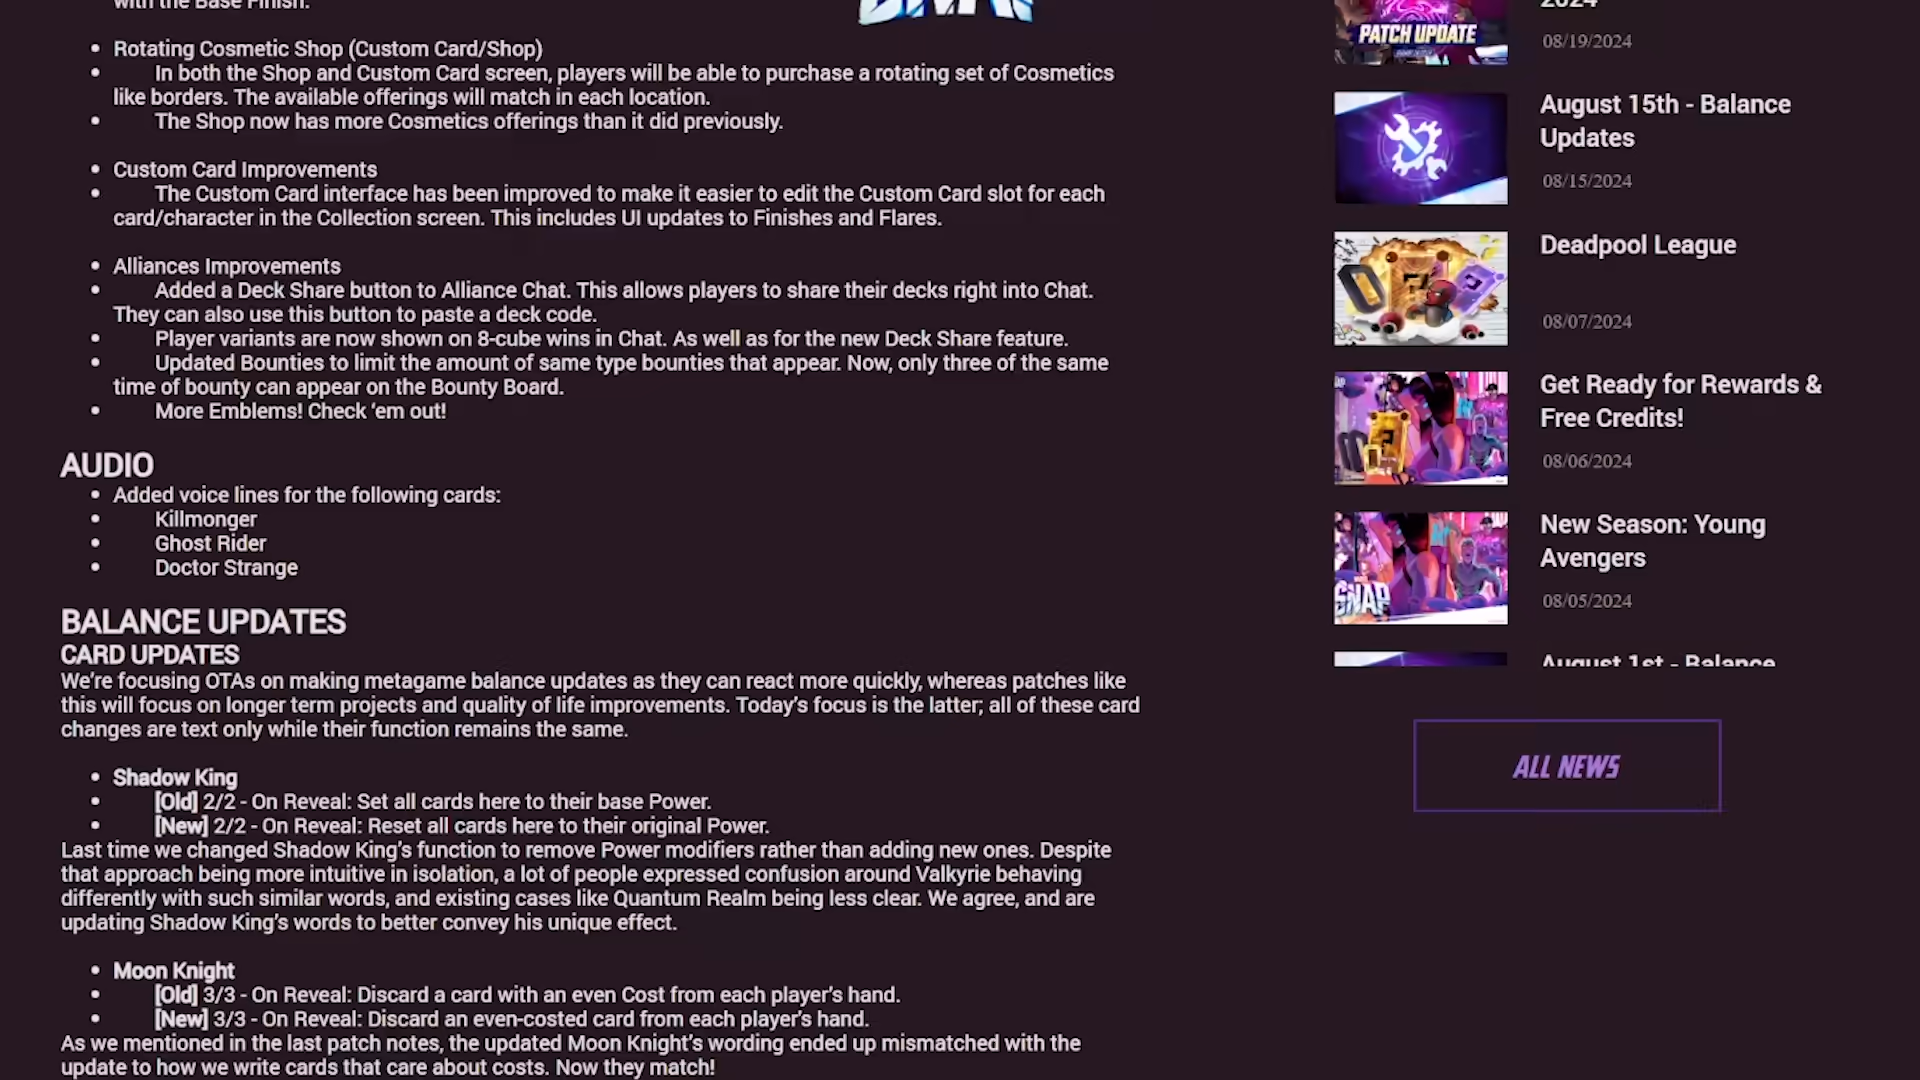 with the Base Finish.
Rotating Cosmetic Shop (Custom Card/Shop)
In both the Shop and Custom Card screen, players will be able to purchase a rotating set of Cosmetics
like borders. The available offerings will match in each location.
The Shop now has more Cosmetics offerings than it did previously.
Custom Card Improvements
The Custom Card interface has been improved to make it easier to edit the Custom Card slot for each
card/character in the Collection screen. This includes UI updates to Finishes and Flares.
Alliances Improvements
Added a Deck Share button to Alliance Chat. This allows players to share their decks right into Chat.
They can also use this button to paste a deck code.
Player variants are now shown on 8-cube wins in Chat. As well as for the new Deck Share feature.
Updated Bounties to limit the amount of same type bounties that appear. Now, only three of the same
time of bounty can appear on the Bounty Board.
More Emblems! Check ‘em out!
AUDIO
Added voice lines for the following cards:
Killmonger
Ghost Rider
Doctor Strange
BALANCE UPDATES
CARD UPDATES
We’re focusing OTAs on making metagame balance updates as they can react more quickly, whereas patches like
this will focus on longer term projects and quality of life improvements. Today’s focus is the latter; all of these card
changes are text only while their function remains the same.
Shadow King
[Old] 2/2 - On Reveal: Set all cards here to their base Power.
[New] 2/2 - On Reveal: Reset all cards here to their original Power.
Last time we changed Shadow King’s function to remove Power modifiers rather than adding new ones. Despite
that approach being more intuitive in isolation, a lot of people expressed confusion around Valkyrie behaving
differently with such similar words, and existing cases like Quantum Realm being less clear. We agree, and are
updating Shadow King’s words to better convey his unique effect.
Moon Knight
[Old] 3/3 - On Reveal: Discard a card with an even Cost from each player’s hand.
[New] 3/3 - On Reveal: Discard an even-costed card from each player’s hand.
As we mentioned in the last patch notes, the updated Moon Knight’s wording ended up mismatched with the
update to how we write cards that care about costs. Now they match!
SNAP
2024
PATCH UPDATE
08/19/2024
August 15th - Balance
Updates
08/15/2024
Deadpool League
08/07/2024
Get Ready for Rewards &
Free Credits!
08/06/2024
New Season: Young
Avengers
SNAP
08/05/2024
August 1st - Balance
ALL NEWS